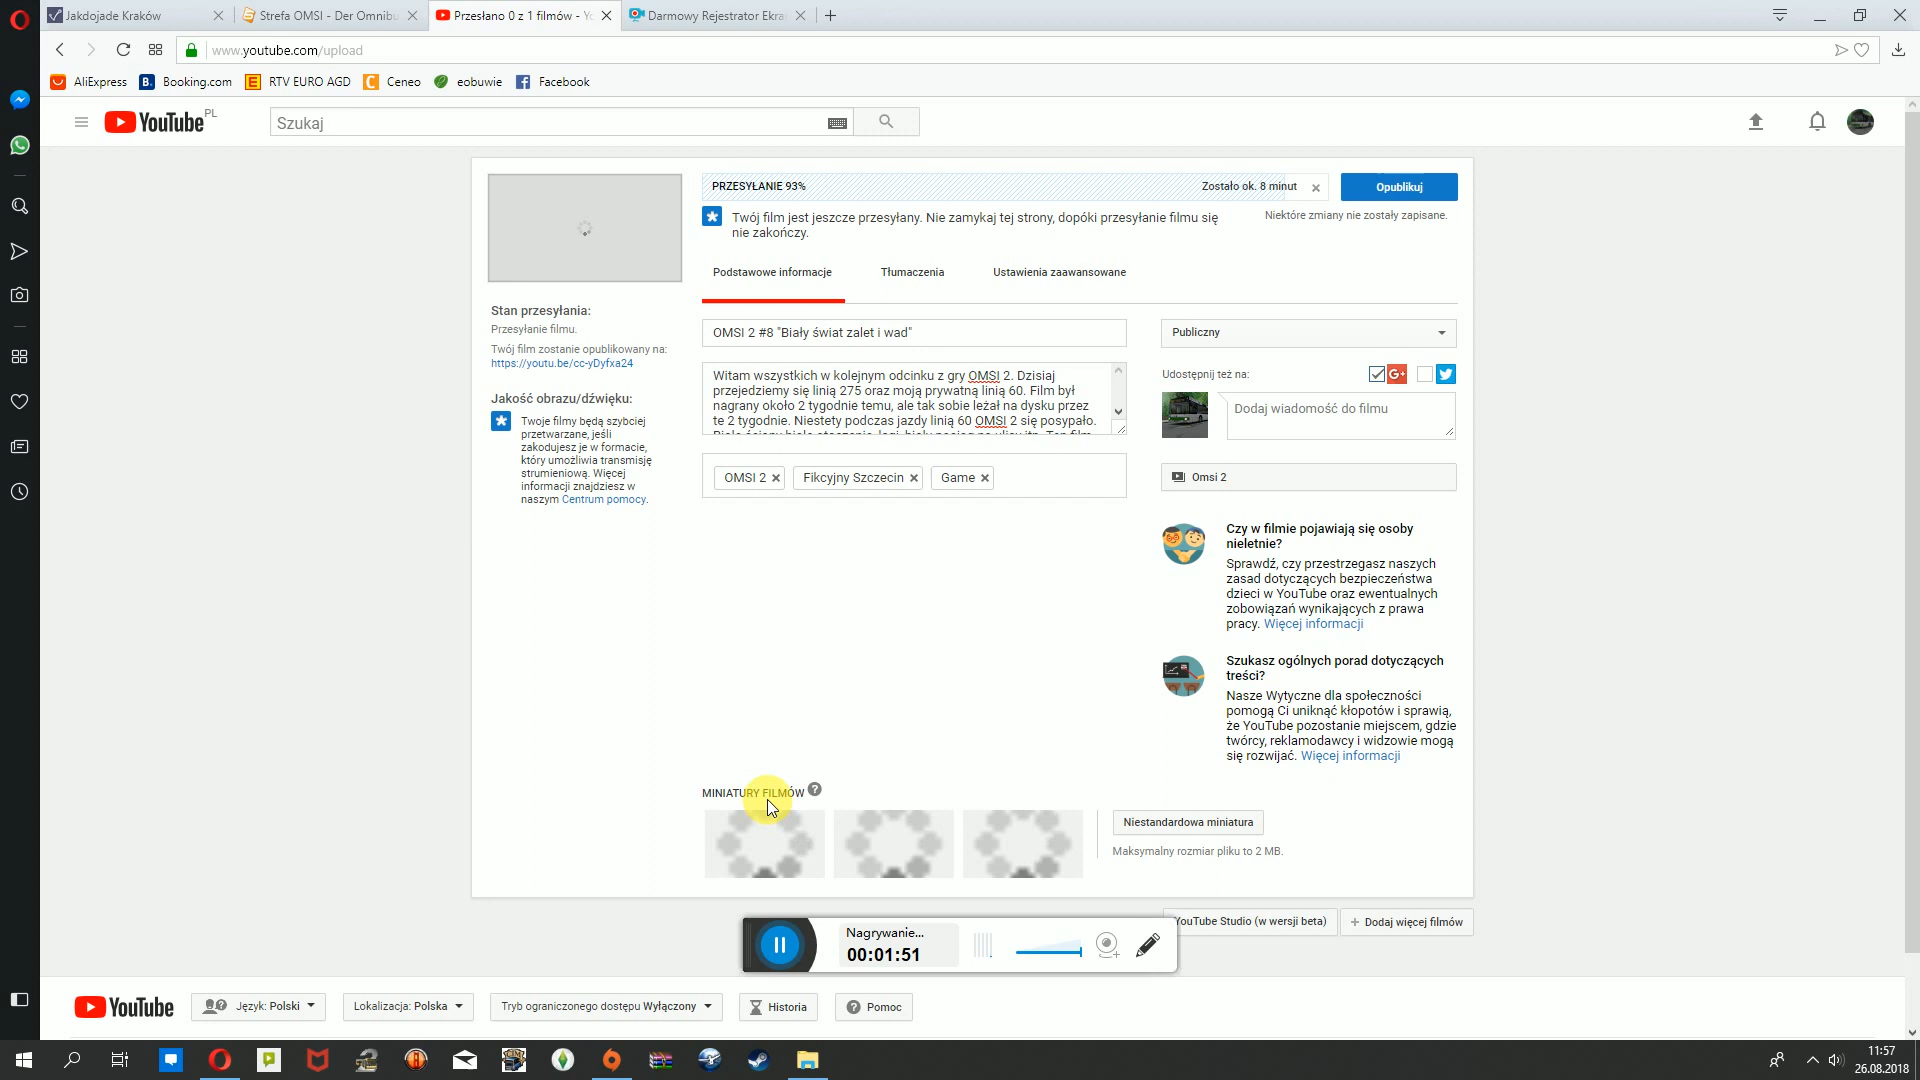 Jakdojade Kraków
Strefa OMSI - Der Omnibu
Przesłano 0 z 1 filmów - Yo
Darmowy Rejestrator Ekra
www.youtube.com/upload
AliExpress
Booking.com
RTV EURO AGD
Ceneo
eobuwie
Facebook
YouTube PL
Szukaj
PRZESYŁANIE 93%
Zostało ok. 8 minut
Opublikuj
Twój film jest jeszcze przesyłany. Nie zamykaj tej strony, dopóki przesyłanie filmu się
nie zakończy.
Niektóre zmiany nie zostały zapisane.
Podstawowe informacje
Tłumaczenia
Ustawienia zaawansowane
Stan przesyłania:
Przesyłanie filmu.
Twój film zostanie opublikowany na:
https://youtu.be/cc-yDyfxa24
Jakość obrazu/dźwięku:
Twoje filmy będą szybciej
przetwarzane, jeśli
zakodujesz je w formacie,
który umożliwia transmisję
strumieniową. Więcej
informacji znajdziesz w
naszym Centrum pomocy.
OMSI 2 #8 "Biały świat zalet i wad"
Witam wszystkich w kolejnym odcinku z gry OMSI 2. Dzisiaj
przejedziemy się linią 275 oraz moją prywatną linią 60. Film był
nagrany około 2 tygodnie temu, ale tak sobie leżał na dysku przez
te 2 tygodnie. Niestety podczas jazdy linią 60 OMSI 2 się posypało.
OMSI 2
Fikcyjny Szczecin
Game
Publiczny
Udostępnij też na:
G+
Dodaj wiadomość do filmu
Omsi 2
Czy w filmie pojawiają się osoby
nieletnie?
Sprawdź, czy przestrzegasz naszych
zasad dotyczących bezpieczeństwa
dzieci w YouTube oraz ewentualnych
zobowiązań wynikających z prawa
pracy. Więcej informacji
Szukasz ogólnych porad dotyczących
treści?
Nasze Wytyczne dla społeczności
pomogą Ci uniknąć kłopotów i sprawią,
że YouTube pozostanie miejscem, gdzie
twórcy, reklamodawcy i widzowie mogą
się rozwijać. Więcej informacji
MINIATURY FILMÓW
Niestandardowa miniatura
Maksymalny rozmiar pliku to 2 MB.
YouTube Studio (w wersji beta)
+ Dodaj więcej filmów
Nagrywanie...
00:01:51
YouTube
Język: Polski
Lokalizacja: Polska
Tryb ograniczonego dostępu Wyłączony
Historia
Pomoc
11:57
26.08.2018